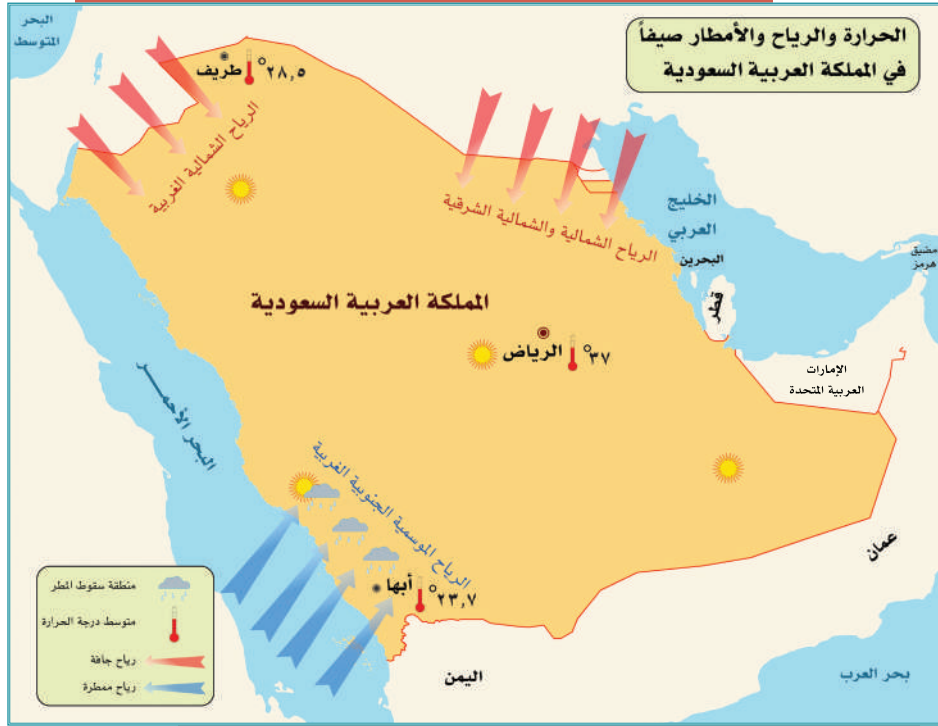 الحرارة والرياح والأمطار صيفاً
في المملكة العربية السعودية
البحر
المتوسط
طريف
٢٨,٥°
الرياح الشمالية الغربية
الرياح الشمالية والشمالية الشرقية
الخليج
العربي
البحرين
مضيق
هرمز
قطر
المملكة العربية السعودية
الرياض
٣٧°
الإمارات
العربية المتحدة
البحر الأحمـــر
الرياح الموسمية الجنوبية الغربية
أبها
٢٣,٧°
عمان
اليمن
بحر العرب
منطقة سقوط المطر
متوسط درجة الحرارة
رياح جافة
رياح ممطرة